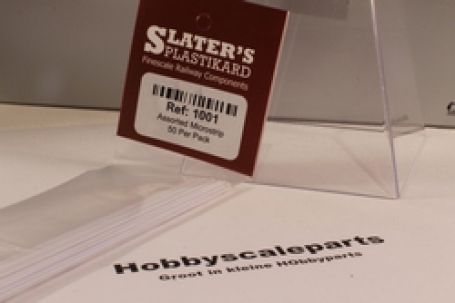 SLATER'S
PLASTIKARD
Finescale Railway Components
Ref: 1001
Assorted Microstrip
50 Per Pack
Hobbyscaleparts
Groot in kleine HObbyparts